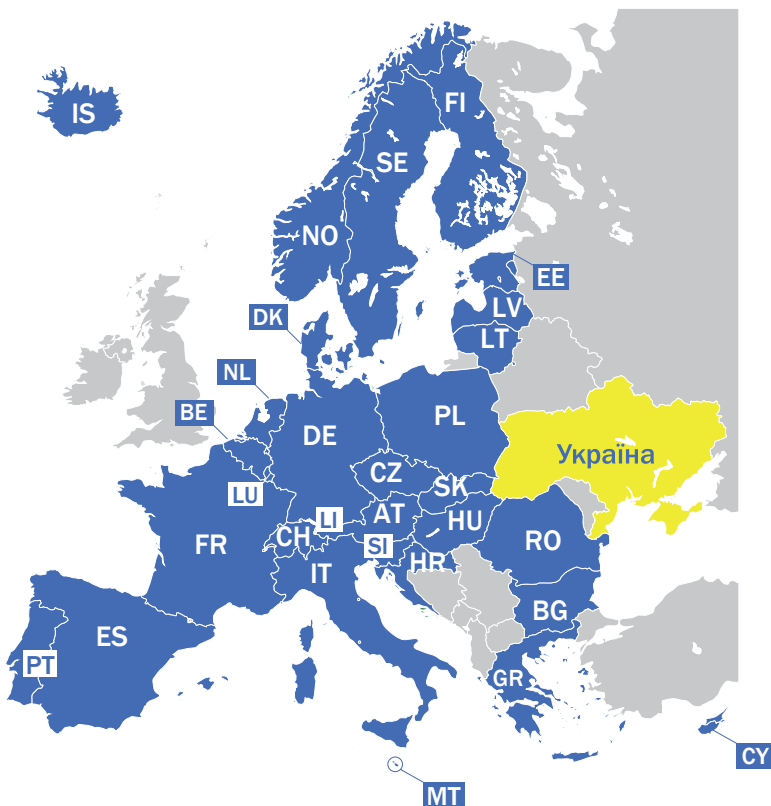 IS
FI
SE
NO
EE
LV
DK
LT
NL
BE
PL
DE
Україна
CZ
SK
LU
LI
AT
HU
CH
FR
SI
RO
HR
IT
BG
ES
PT
GR
CY
MT